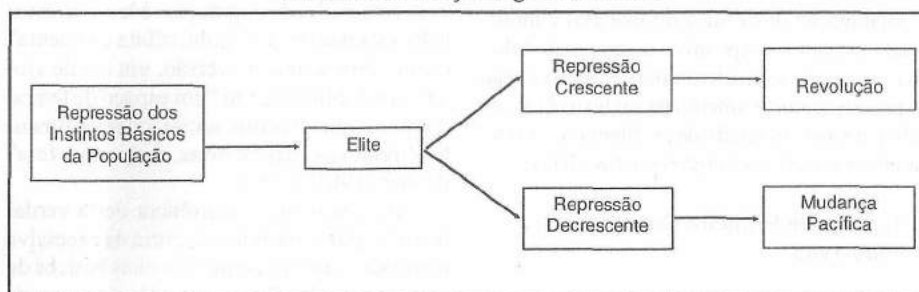 Repressão dos
Instintos Básicos
da População
Elite
Repressão
Crescente
Revolução
Repressão
Decrescente
Mudança
Pacífica